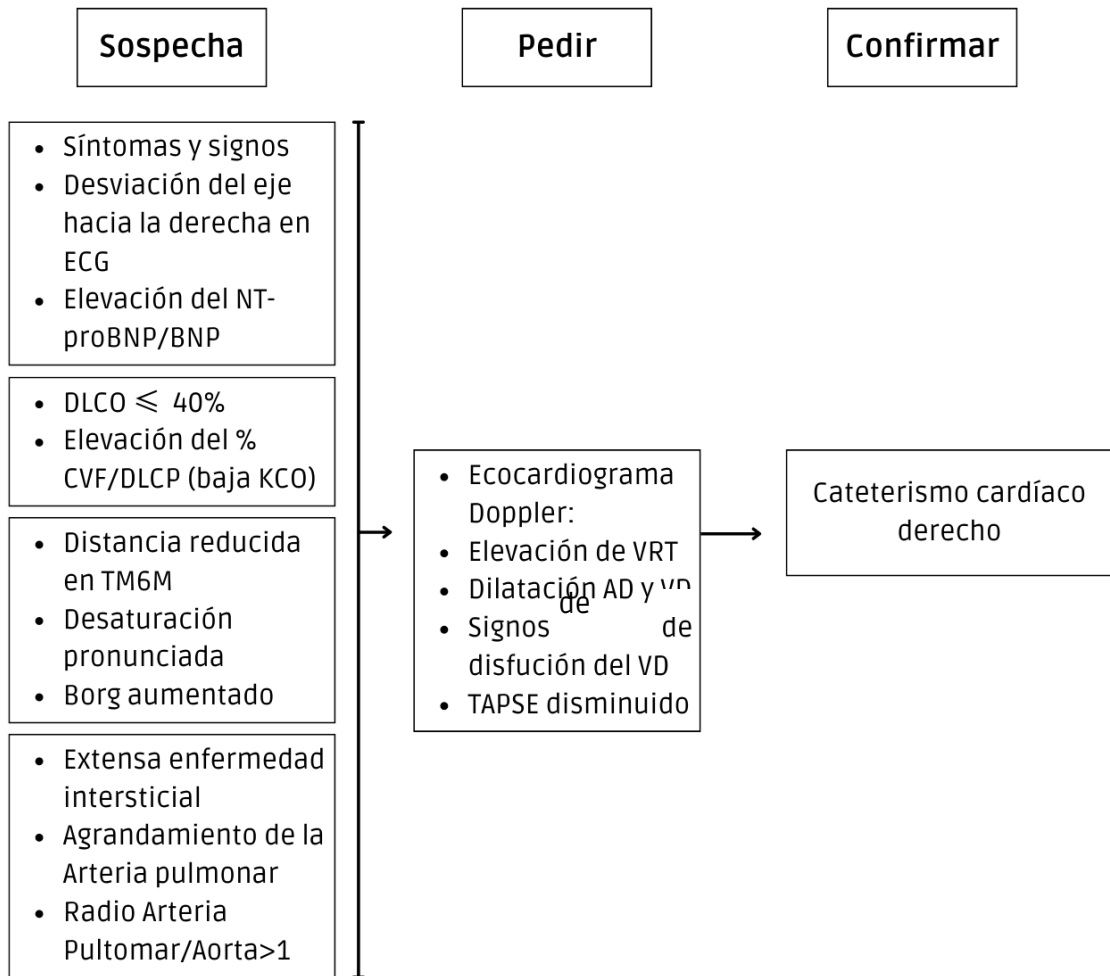 Sospecha
Pedir
Confirmar
• Síntomas y signos
• Desviación del eje
hacia la derecha en
ECG
• Elevación del NT-
proBNP/BNP
• DLCO ⩽ 40%
• Elevación del %
CVF/DLCP (baja KCO)
• Distancia reducida
en TM6M
• Desaturación
pronunciada
• Borg aumentado
• Extensa enfermedad
intersticial
• Agrandamiento de la
Arteria pulmonar
• Radio Arteria
Pultomar/Aorta>1
• Ecocardiograma
Doppler:
• Elevación de VRT
• Dilatación AD y
de
• Signos de
disfución del VD
• TAPSE disminuido
Cateterismo cardíaco
derecho